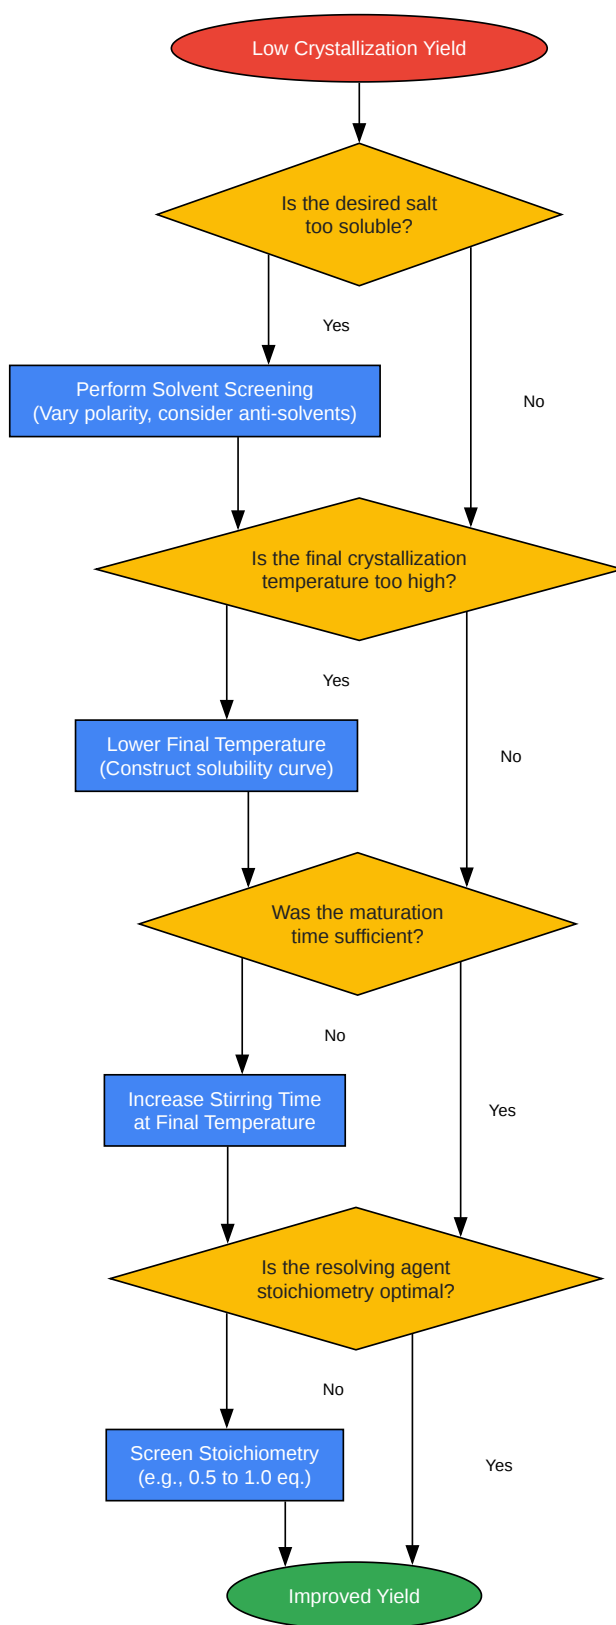 Low Crystallization Yield
Is the desired salt
too soluble?
Yes
Perform Solvent Screening
(Vary polarity, consider anti-solvents)
No
Is the final crystallization
temperature too high?
Yes
Lower Final Temperature
(Construct solubility curve)
No
Was the maturation
time sufficient?
No
Increase Stirring Time
at Final Temperature
Yes
Is the resolving agent
stoichiometry optimal?
No
Screen Stoichiometry
(e.g., 0.5 to 1.0 eq.)
Yes
Improved Yield